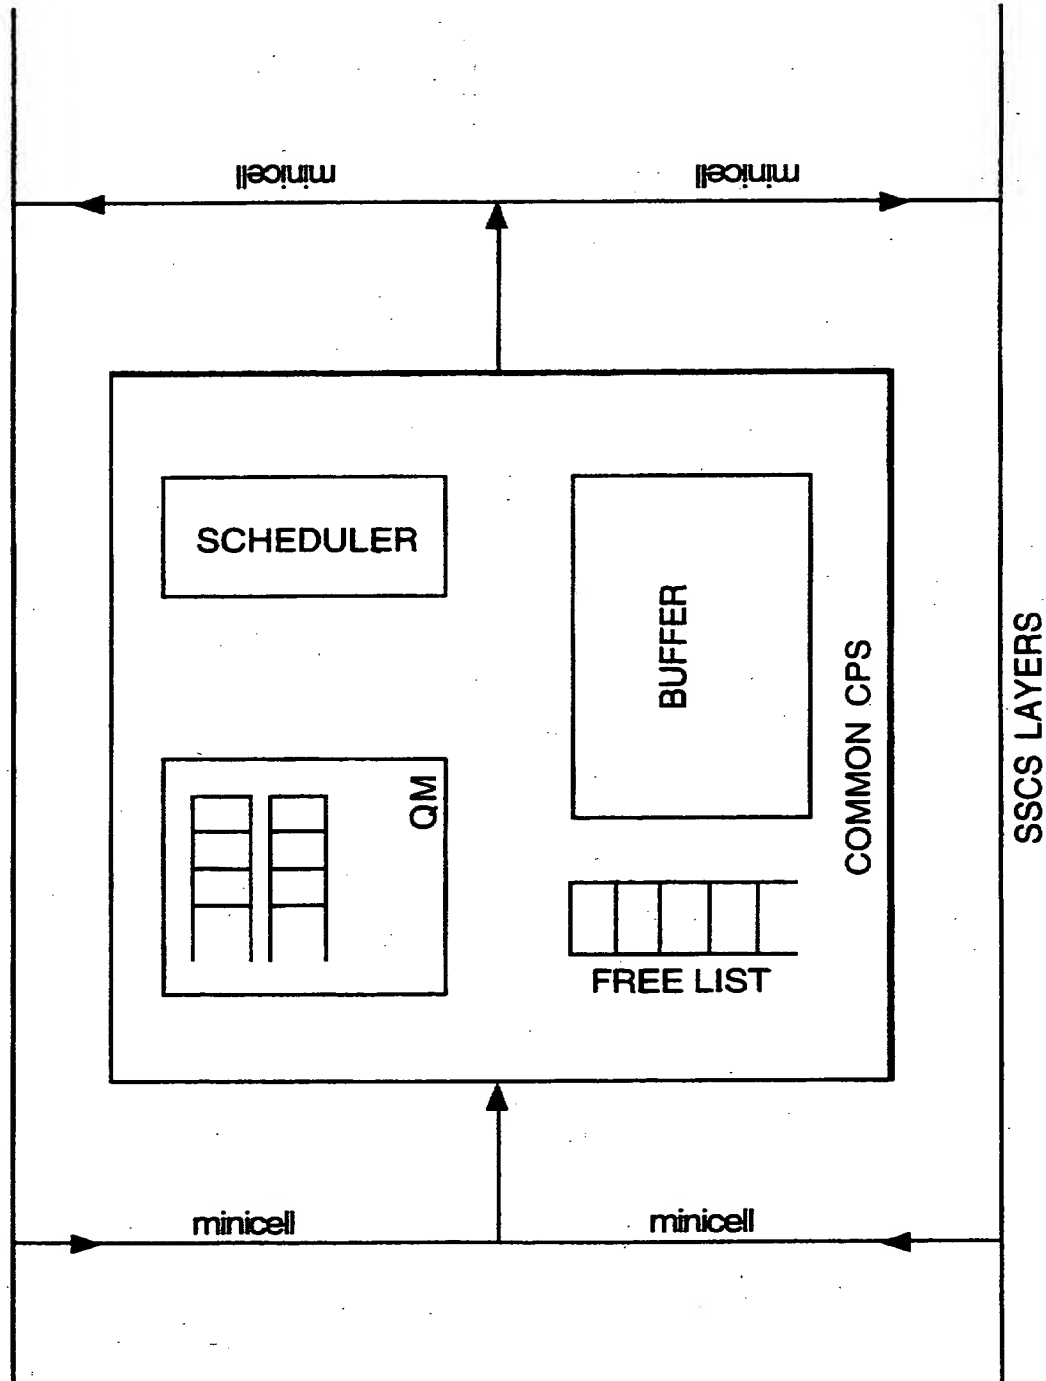 minicell
minicell
SCHEDULER
BUFFER
QM
COMMON CPS
SSCS LAYERS
FREE LIST
minicell
minicell